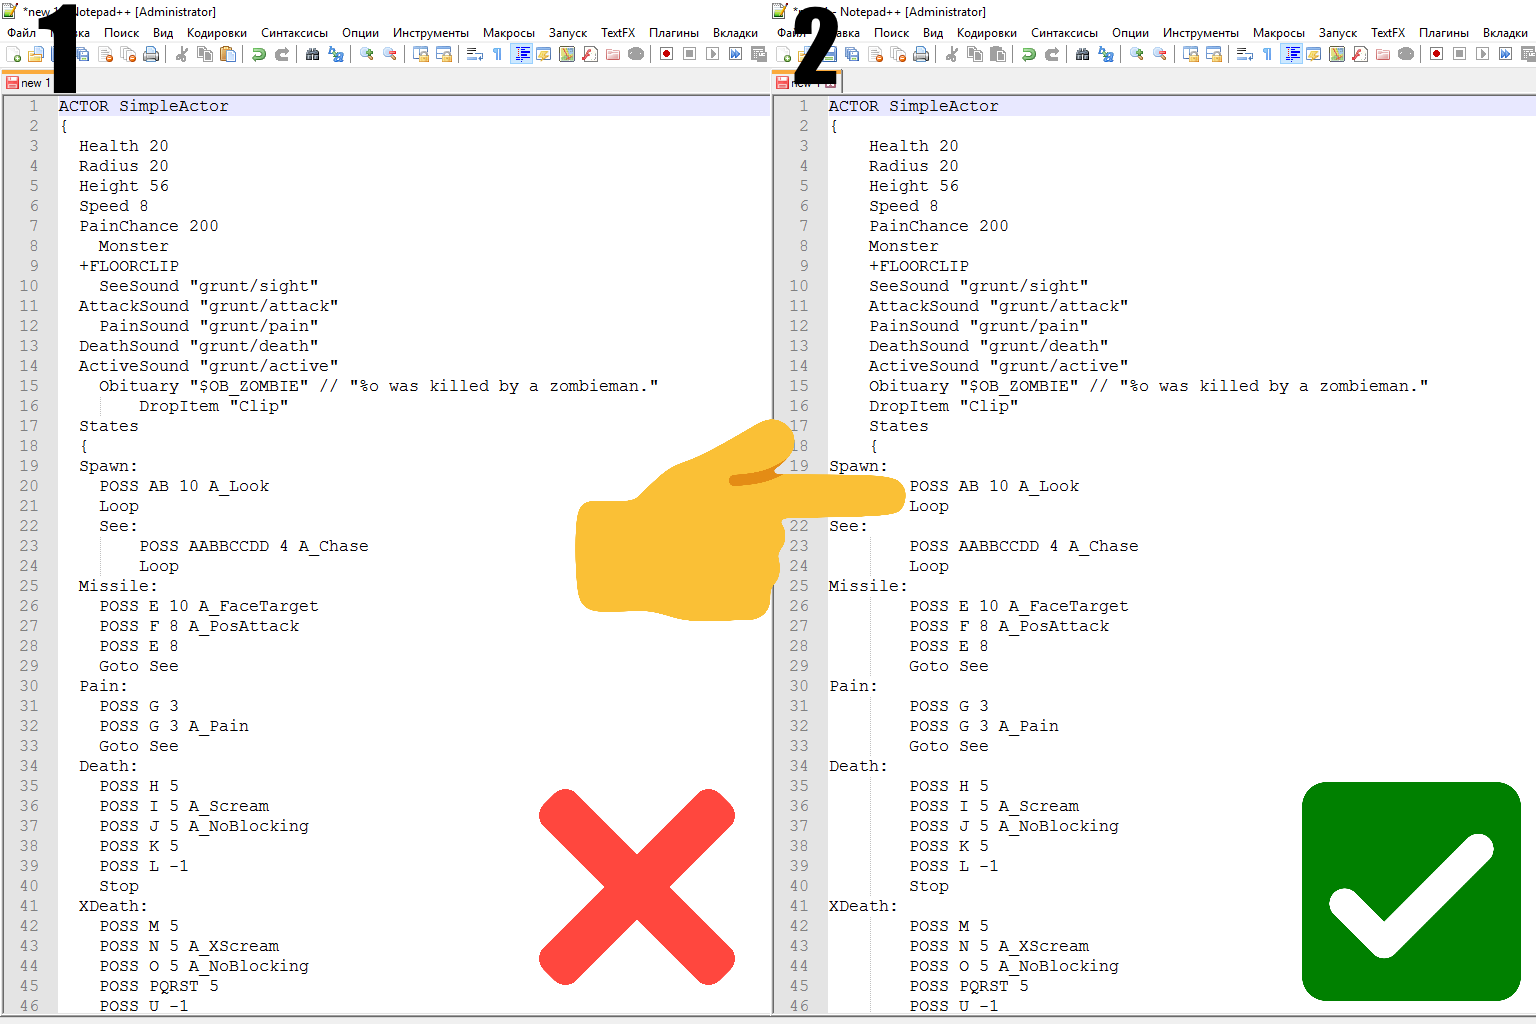 1
*new - Notepad++ [Administrator]
Файл Поиск Вид Кодировки Синтаксисы Опции Инструменты Макросы Запуск TextFX Плагины Вкладки
new 1
1 ACTOR SimpleActor
2 {
3 Health 20
4 Radius 20
5 Height 56
6 Speed 8
7 PainChance 200
8 Monster
9 +FLOORCLIP
10 SeeSound "grunt/sight"
11 AttackSound "grunt/attack"
12 PainSound "grunt/pain"
13 DeathSound "grunt/death"
14 ActiveSound "grunt/active"
15 Obituary "$OB_ZOMBIE" // "%o was killed by a zombieman."
16 DropItem "Clip"
17 States
18 {
19 Spawn:
20 POSS AB 10 A_Look
21 Loop
22 See:
23 POSS AABBCCDD 4 A_Chase
24 Loop
25 Missile:
26 POSS E 10 A_FaceTarget
27 POSS F 8 A_PosAttack
28 POSS E 8
29 Goto See
30 Pain:
31 POSS G 3
32 POSS G 3 A_Pain
33 Goto See
34 Death:
35 POSS H 5
36 POSS I 5 A_Scream
37 POSS J 5 A_NoBlocking
38 POSS K 5
39 POSS L -1
40 Stop
41 XDeath:
42 POSS M 5
43 POSS N 5 A_XScream
44 POSS O 5 A_NoBlocking
45 POSS PQRST 5
46 POSS U -1
2
- Notepad++ [Administrator]
Файл Поиск Вид Кодировки Синтаксисы Опции Инструменты Макросы Запуск TextFX Плагины Вкладки
new 1
1 ACTOR SimpleActor
2 {
3 Health 20
4 Radius 20
5 Height 56
6 Speed 8
7 PainChance 200
8 Monster
9 +FLOORCLIP
10 SeeSound "grunt/sight"
11 AttackSound "grunt/attack"
12 PainSound "grunt/pain"
13 DeathSound "grunt/death"
14 ActiveSound "grunt/active"
15 Obituary "$OB_ZOMBIE" // "%o was killed by a zombieman."
16 DropItem "Clip"
17 States
18 {
19 Spawn:
POSS AB 10 A_Look
Loop
22 See:
23 POSS AABBCCDD 4 A_Chase
24 Loop
25 Missile:
26 POSS E 10 A_FaceTarget
27 POSS F 8 A_PosAttack
28 POSS E 8
29 Goto See
30 Pain:
31 POSS G 3
32 POSS G 3 A_Pain
33 Goto See
34 Death:
35 POSS H 5
36 POSS I 5 A_Scream
37 POSS J 5 A_NoBlocking
38 POSS K 5
39 POSS L -1
40 Stop
41 XDeath:
42 POSS M 5
43 POSS N 5 A_XScream
44 POSS O 5 A_NoBlocking
45 POSS PQRST 5
46 POSS U -1